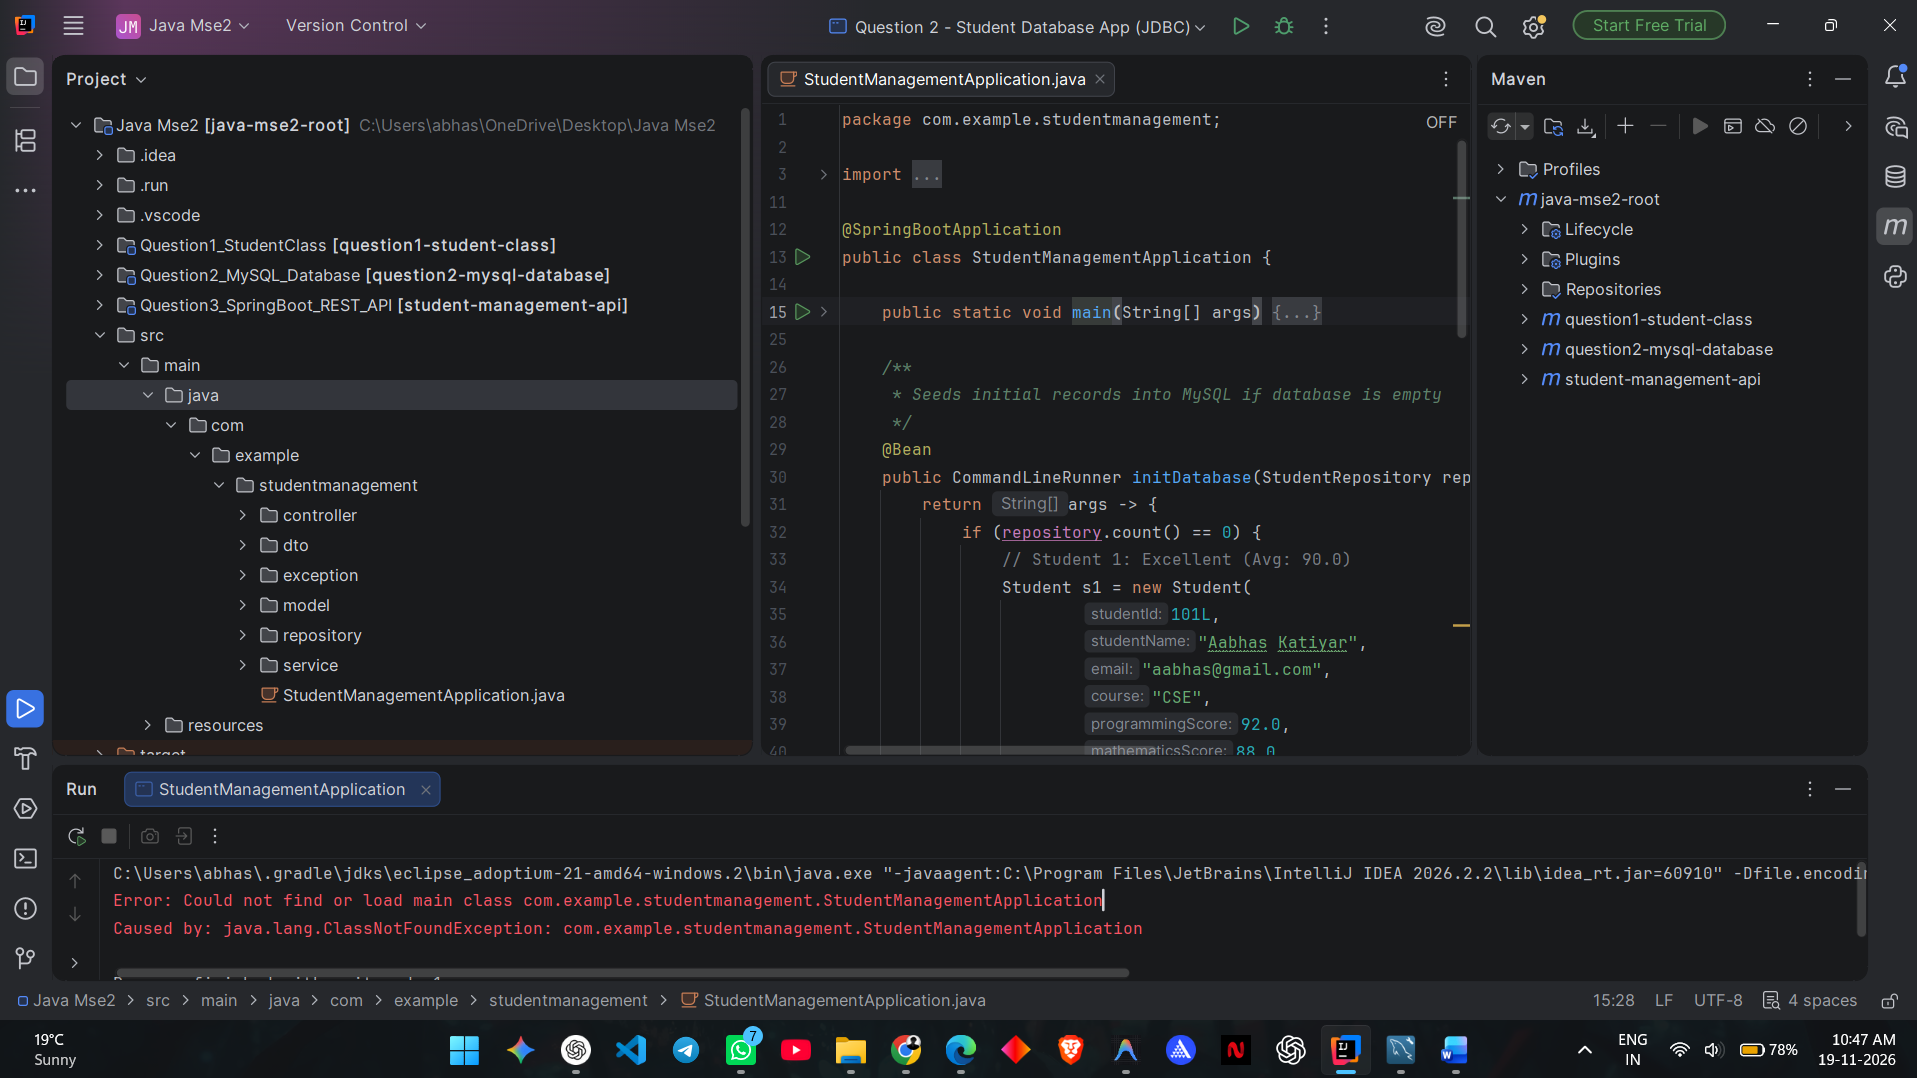 JM Java Mse2
Version Control
Question 2 - Student Database App (JDBC)
Start Free Trial
Project
Java Mse2 [java-mse2-root] C:\Users\abhas\OneDrive\Desktop\Java Mse2
.idea
.run
.vscode
Question1_StudentClass [question1-student-class]
Question2_MySQL_Database [question2-mysql-database]
Question3_SpringBoot_REST_API [student-management-api]
src
main
java
com
example
studentmanagement
controller
dto
exception
model
repository
service
StudentManagementApplication.java
resources
target
StudentManagementApplication.java
OFF
1 package com.example.studentmanagement;
2
3 import ...
11
12 @SpringBootApplication
13 public class StudentManagementApplication {
14
15 public static void main(String[] args) {...}
25
26 /**
27 * Seeds initial records into MySQL if database is empty
28 */
29 @Bean
30 public CommandLineRunner initDatabase(StudentRepository rep
31 return String[] args -> {
32 if (repository.count() == 0) {
33 // Student 1: Excellent (Avg: 90.0)
34 Student s1 = new Student(
35 studentId: 101L,
36 studentName: "Aabhas Katiyar",
37 email: "aabhas@gmail.com",
38 course: "CSE",
39 programmingScore: 92.0,
40 mathematicsScore: 88.0
Maven
Profiles
java-mse2-root
Lifecycle
Plugins
Repositories
question1-student-class
question2-mysql-database
student-management-api
Run
StudentManagementApplication
C:\Users\abhas\.gradle\jdks\eclipse_adoptium-21-amd64-windows.2\bin\java.exe "-javaagent:C:\Program Files\JetBrains\IntelliJ IDEA 2026.2.2\lib\idea_rt.jar=60910" -Dfile.encodin
Error: Could not find or load main class com.example.studentmanagement.StudentManagementApplication
Caused by: java.lang.ClassNotFoundException: com.example.studentmanagement.StudentManagementApplication
Java Mse2 > src > main > java > com > example > studentmanagement > StudentManagementApplication.java
15:28 LF UTF-8 4 spaces
19°C
Sunny
7
ENG
IN
78%
10:47 AM
19-11-2026